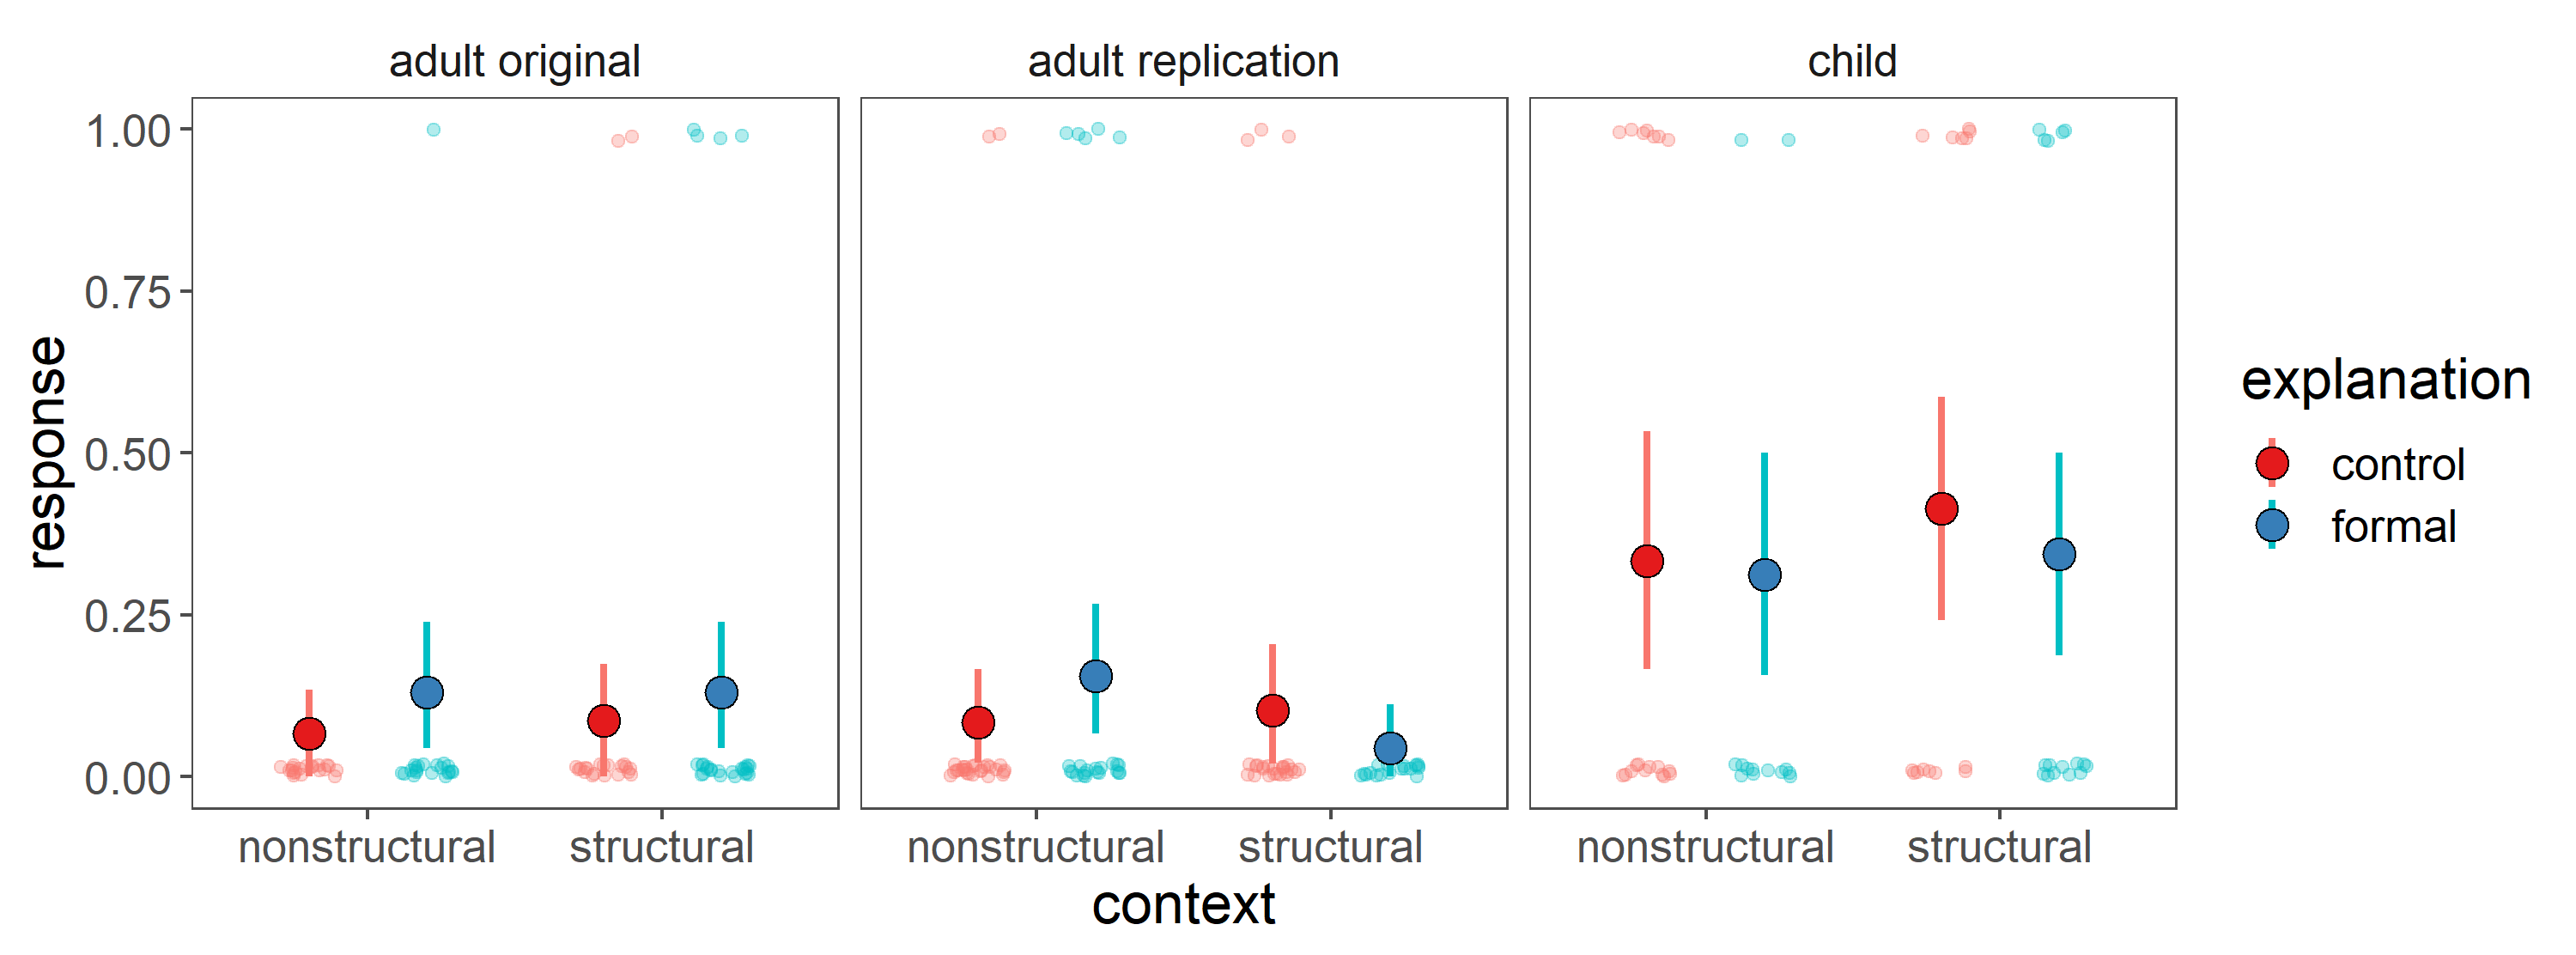 adult original
adult replication
child
1.00
0.75
0.50
0.25
0.00
response
nonstructural
structural
nonstructural
structural
nonstructural
structural
context
explanation
control
formal